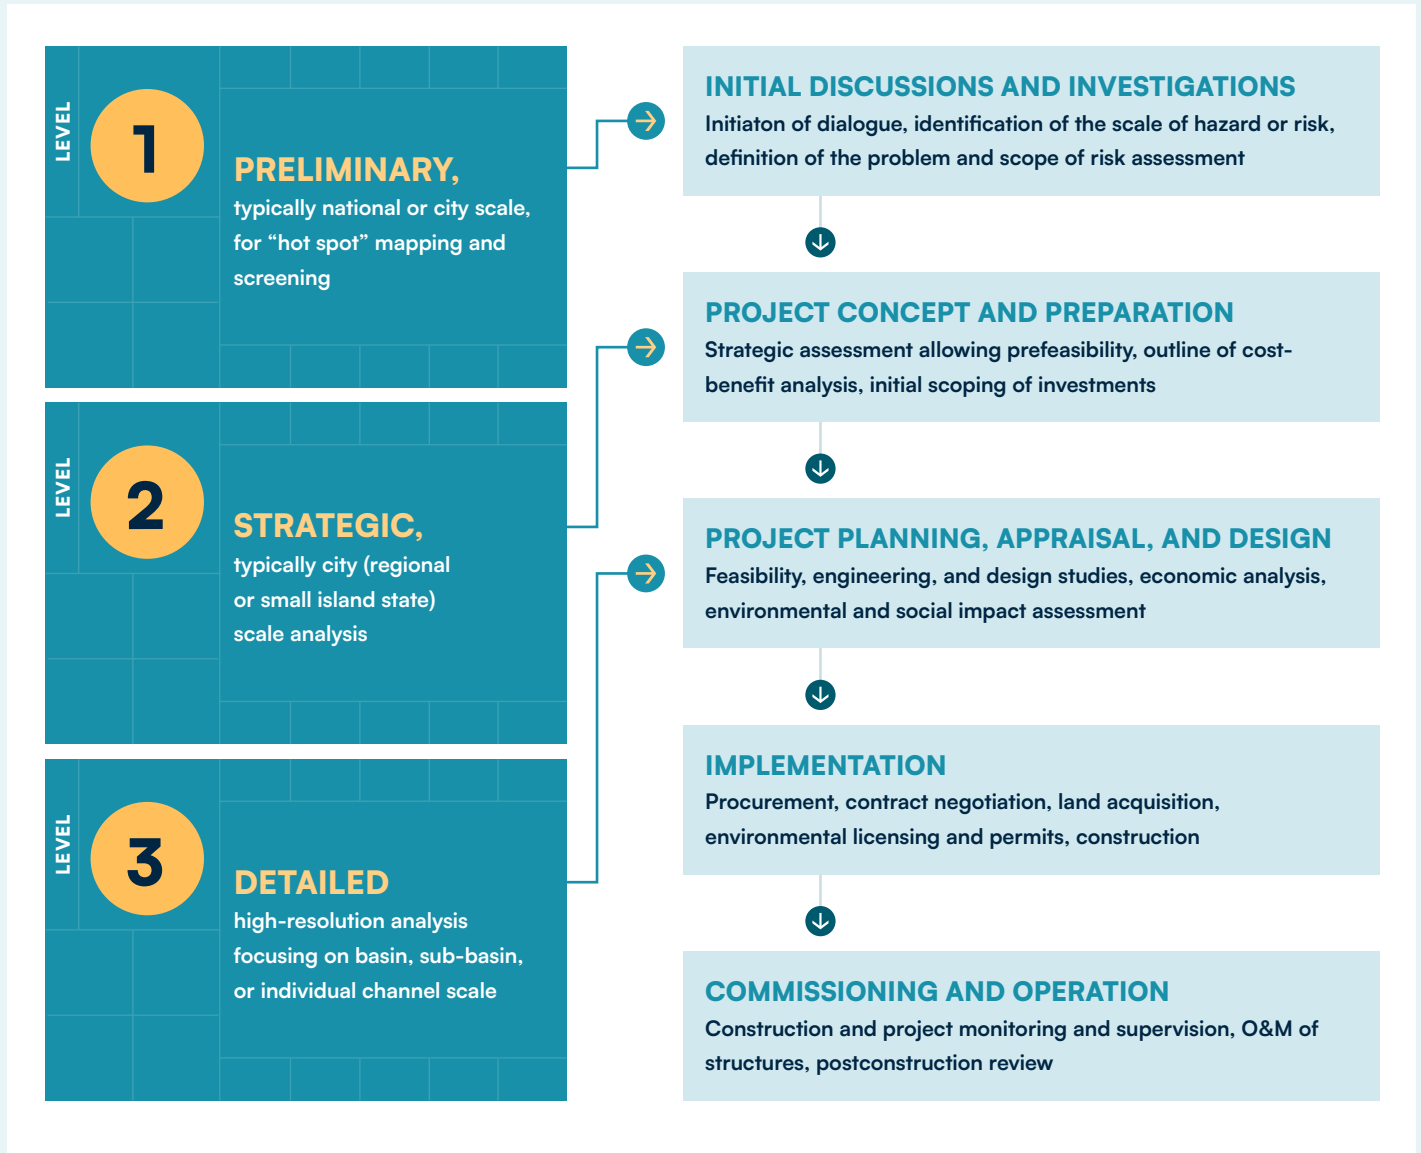 LEVEL
1
PRELIMINARY,
typically national or city scale,
for “hot spot” mapping and
screening
LEVEL
2
STRATEGIC,
typically city (regional
or small island state)
scale analysis
LEVEL
3
DETAILED
high-resolution analysis
focusing on basin, sub-basin,
or individual channel scale
INITIAL DISCUSSIONS AND INVESTIGATIONS
Initiaton of dialogue, identification of the scale of hazard or risk,
definition of the problem and scope of risk assessment
PROJECT CONCEPT AND PREPARATION
Strategic assessment allowing prefeasibility, outline of cost-
benefit analysis, initial scoping of investments
PROJECT PLANNING, APPRAISAL, AND DESIGN
Feasibility, engineering, and design studies, economic analysis,
environmental and social impact assessment
IMPLEMENTATION
Procurement, contract negotiation, land acquisition,
environmental licensing and permits, construction
COMMISSIONING AND OPERATION
Construction and project monitoring and supervision, O&M of
structures, postconstruction review